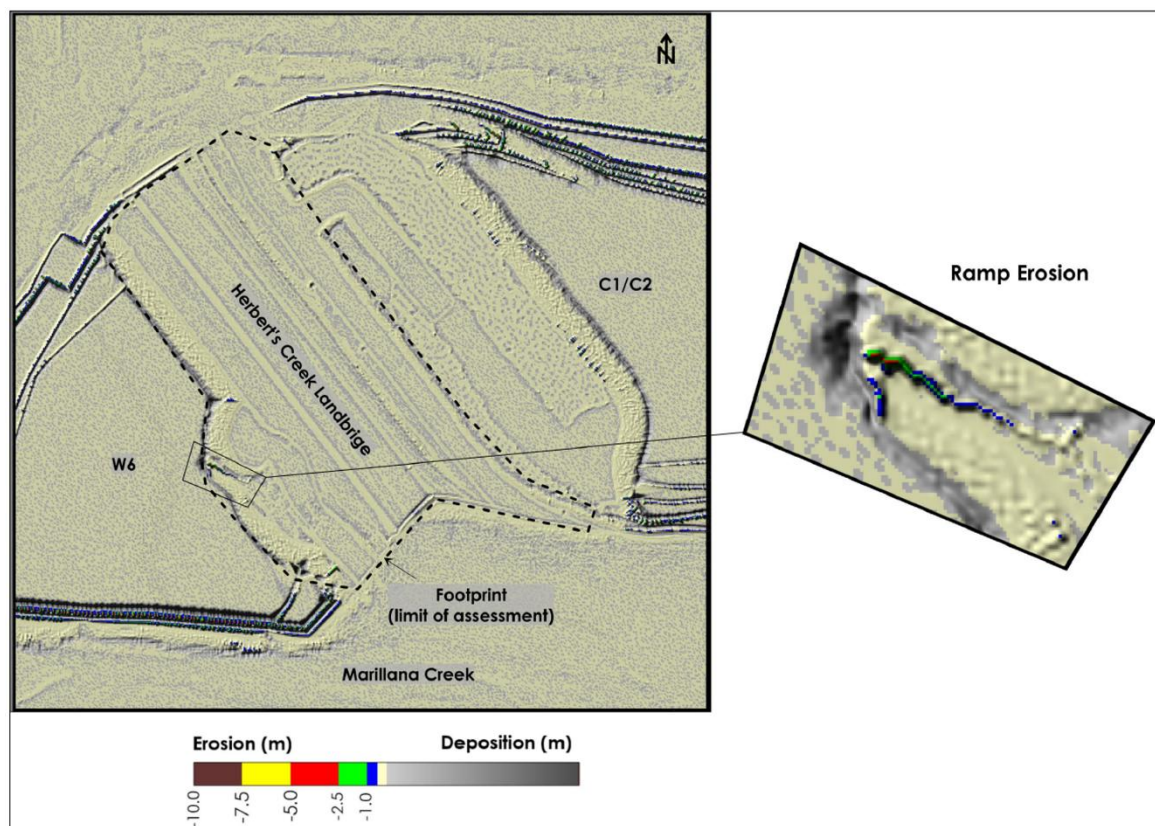 N
C1/C2
Herbert's Creek Landbrige
W6
Footprint
(limit of assessment)
Marillana Creek
Ramp Erosion
Erosion (m)
Deposition (m)
-10.0
-7.5
-5.0
-2.5
-1.0